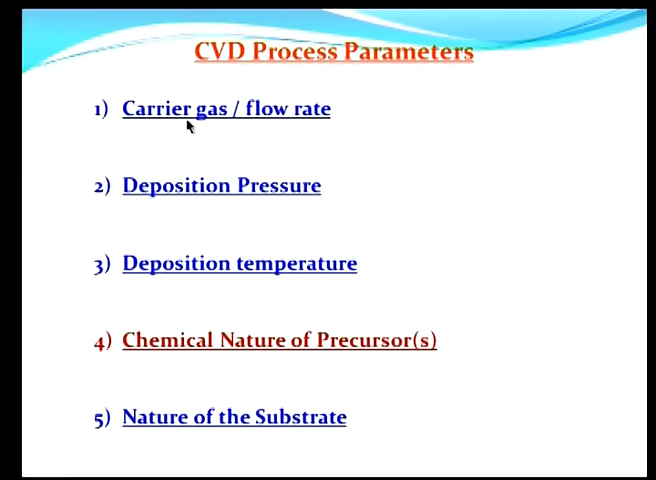 CVD Process Parameters
1) Carrier gas / flow rate
2) Deposition Pressure
3) Deposition temperature
4) Chemical Nature of Precursor(s)
5) Nature of the Substrate